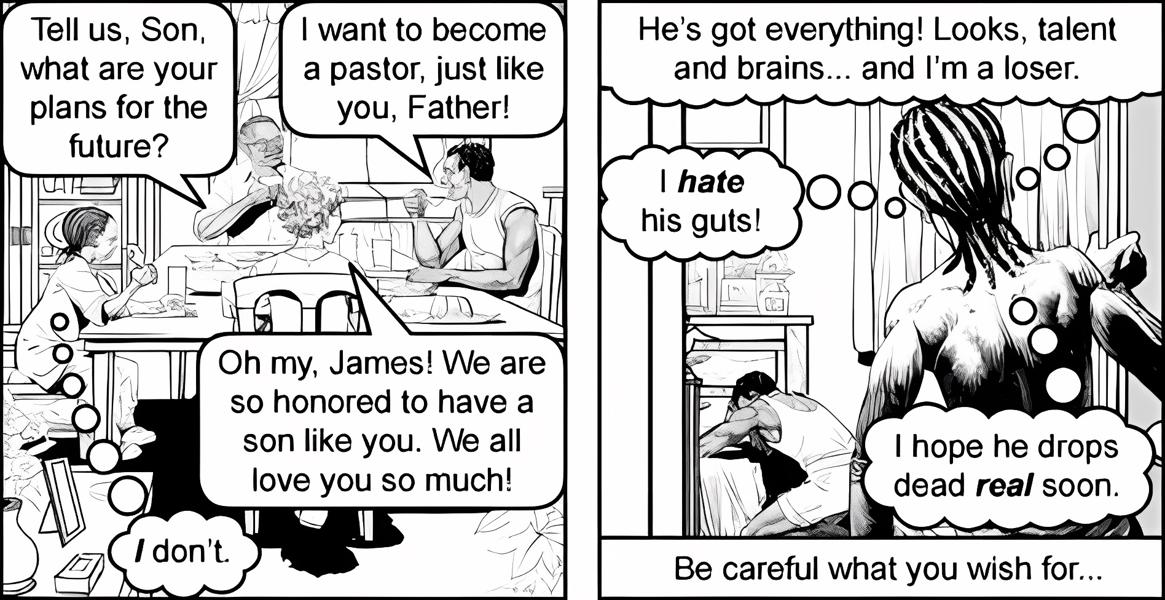 Tell us, Son,
what are your
plans for the
future?
I want to become
a pastor, just like
you, Father!
Oh my, James! We are
so honored to have a
son like you. We all
love you so much!
I don't.
He's got everything! Looks, talent
and brains... and I'm a loser.
I hate
his guts!
I hope he drops
dead real soon.
Be careful what you wish for...